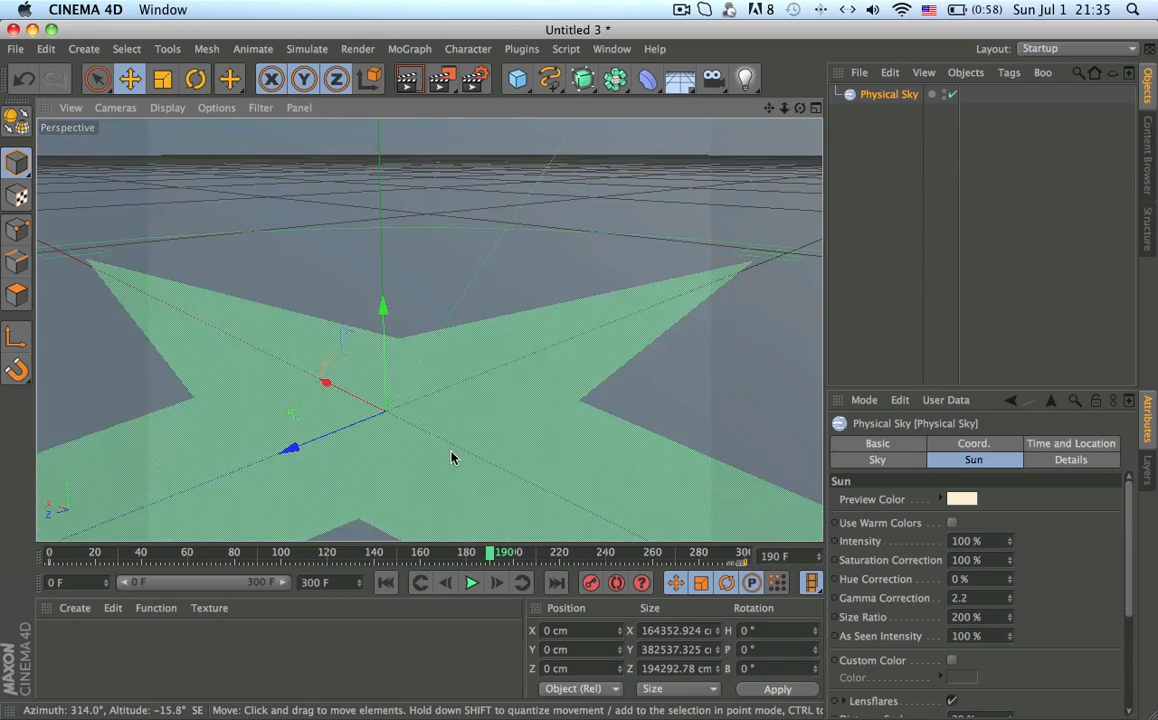 CINEMA 4D Window 8 (0:58) Sun Jul 1 21:35
Untitled 3 *
File Edit Create Select Tools Mesh Animate Simulate Render MoGraph Character Plugins Script Window Help Layout: Startup
File Edit View Objects Tags Boo
Physical Sky
View Cameras Display Options Filter Panel
Perspective
Objects
Content Browser
Structure
X Y Z
Y
X
Z
Mode Edit User Data
Physical Sky [Physical Sky]
Basic Coord. Time and Location
Sky Sun Details
Attributes
Layers
Sun
Preview Color
Use Warm Colors
Intensity 100 %
Saturation Correction 100 %
Hue Correction 0 %
Gamma Correction 2.2
Size Ratio 200 %
As Seen Intensity 100 %
Custom Color
Color
Lensflares
0 20 40 60 80 100 120 140 160 180 190 220 240 260 280 190 F
0 F 0 F 300 F 300 F
P
Create Edit Function Texture
Position Size Rotation
X 0 cm X 164352.924 H 0 °
Y 0 cm Y 382537.325 P 0 °
Z 0 cm Z 194292.78 B 0 °
Object (Rel) Size Apply
MAXON
CINEMA 4D
Azimuth: 314.0°, Altitude: -15.8° SE Move: Click and drag to move elements. Hold down SHIFT to quantize movement / add to the selection in point mode, CTRL to